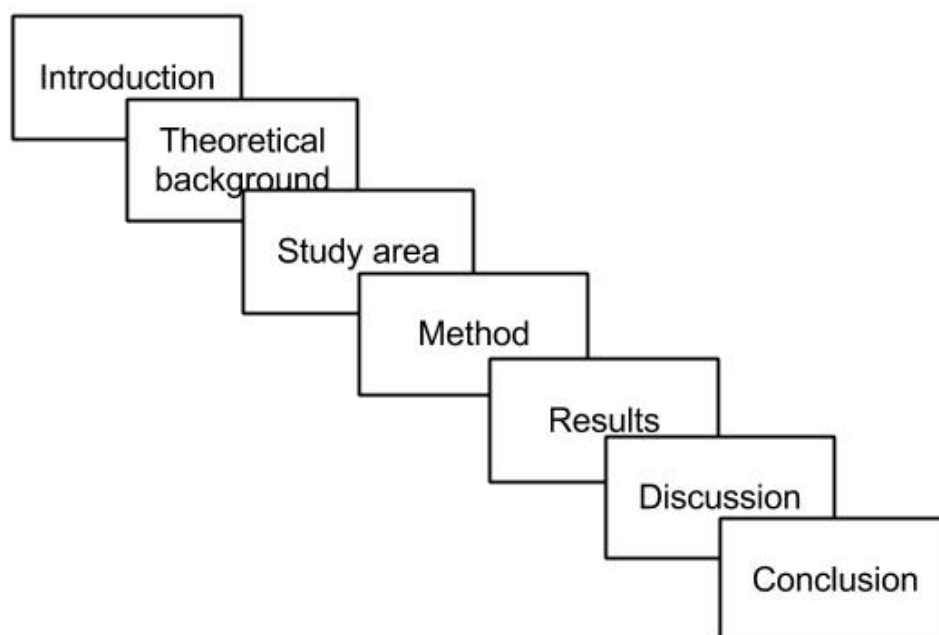 Introduction
Theoretical
background
Study area
Method
Results
Discussion
Conclusion